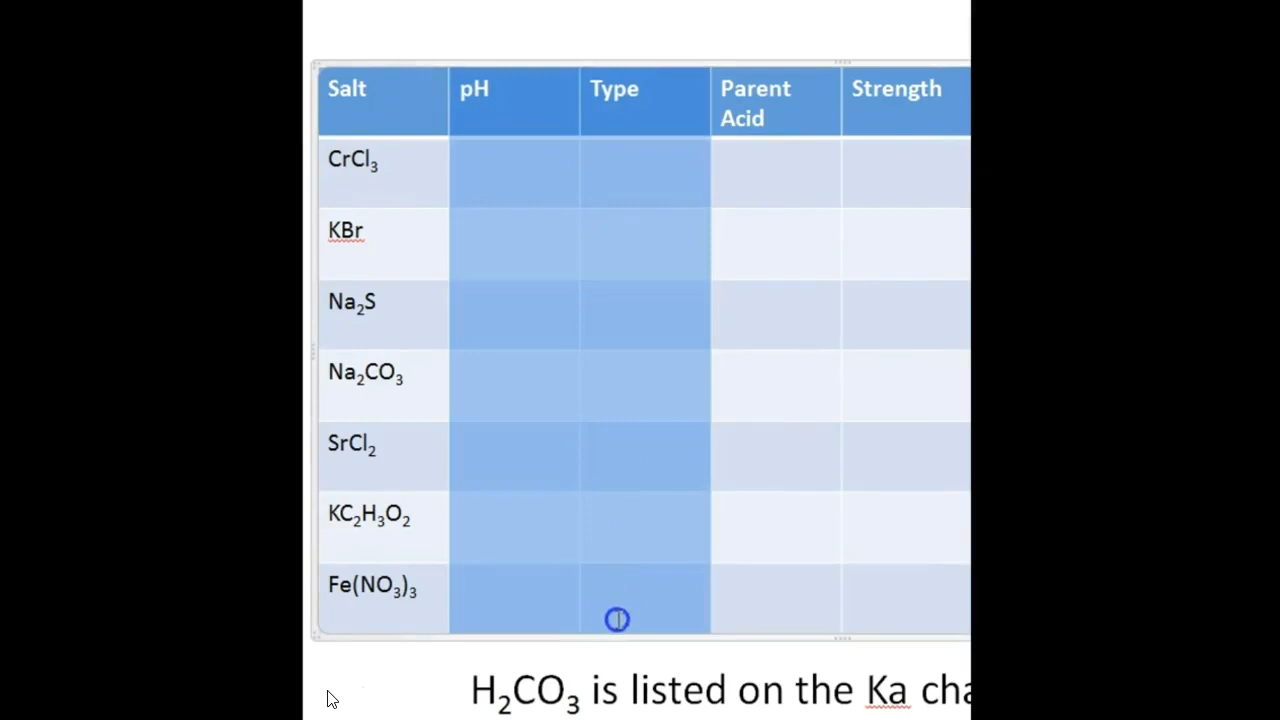 Salt pH Type Parent Acid Strength
CrCl₃
KBr
Na₂S
Na₂CO₃
SrCl₂
KC₂H₃O₂
Fe(NO₃)₃
H₂CO₃ is listed on the Ka cha